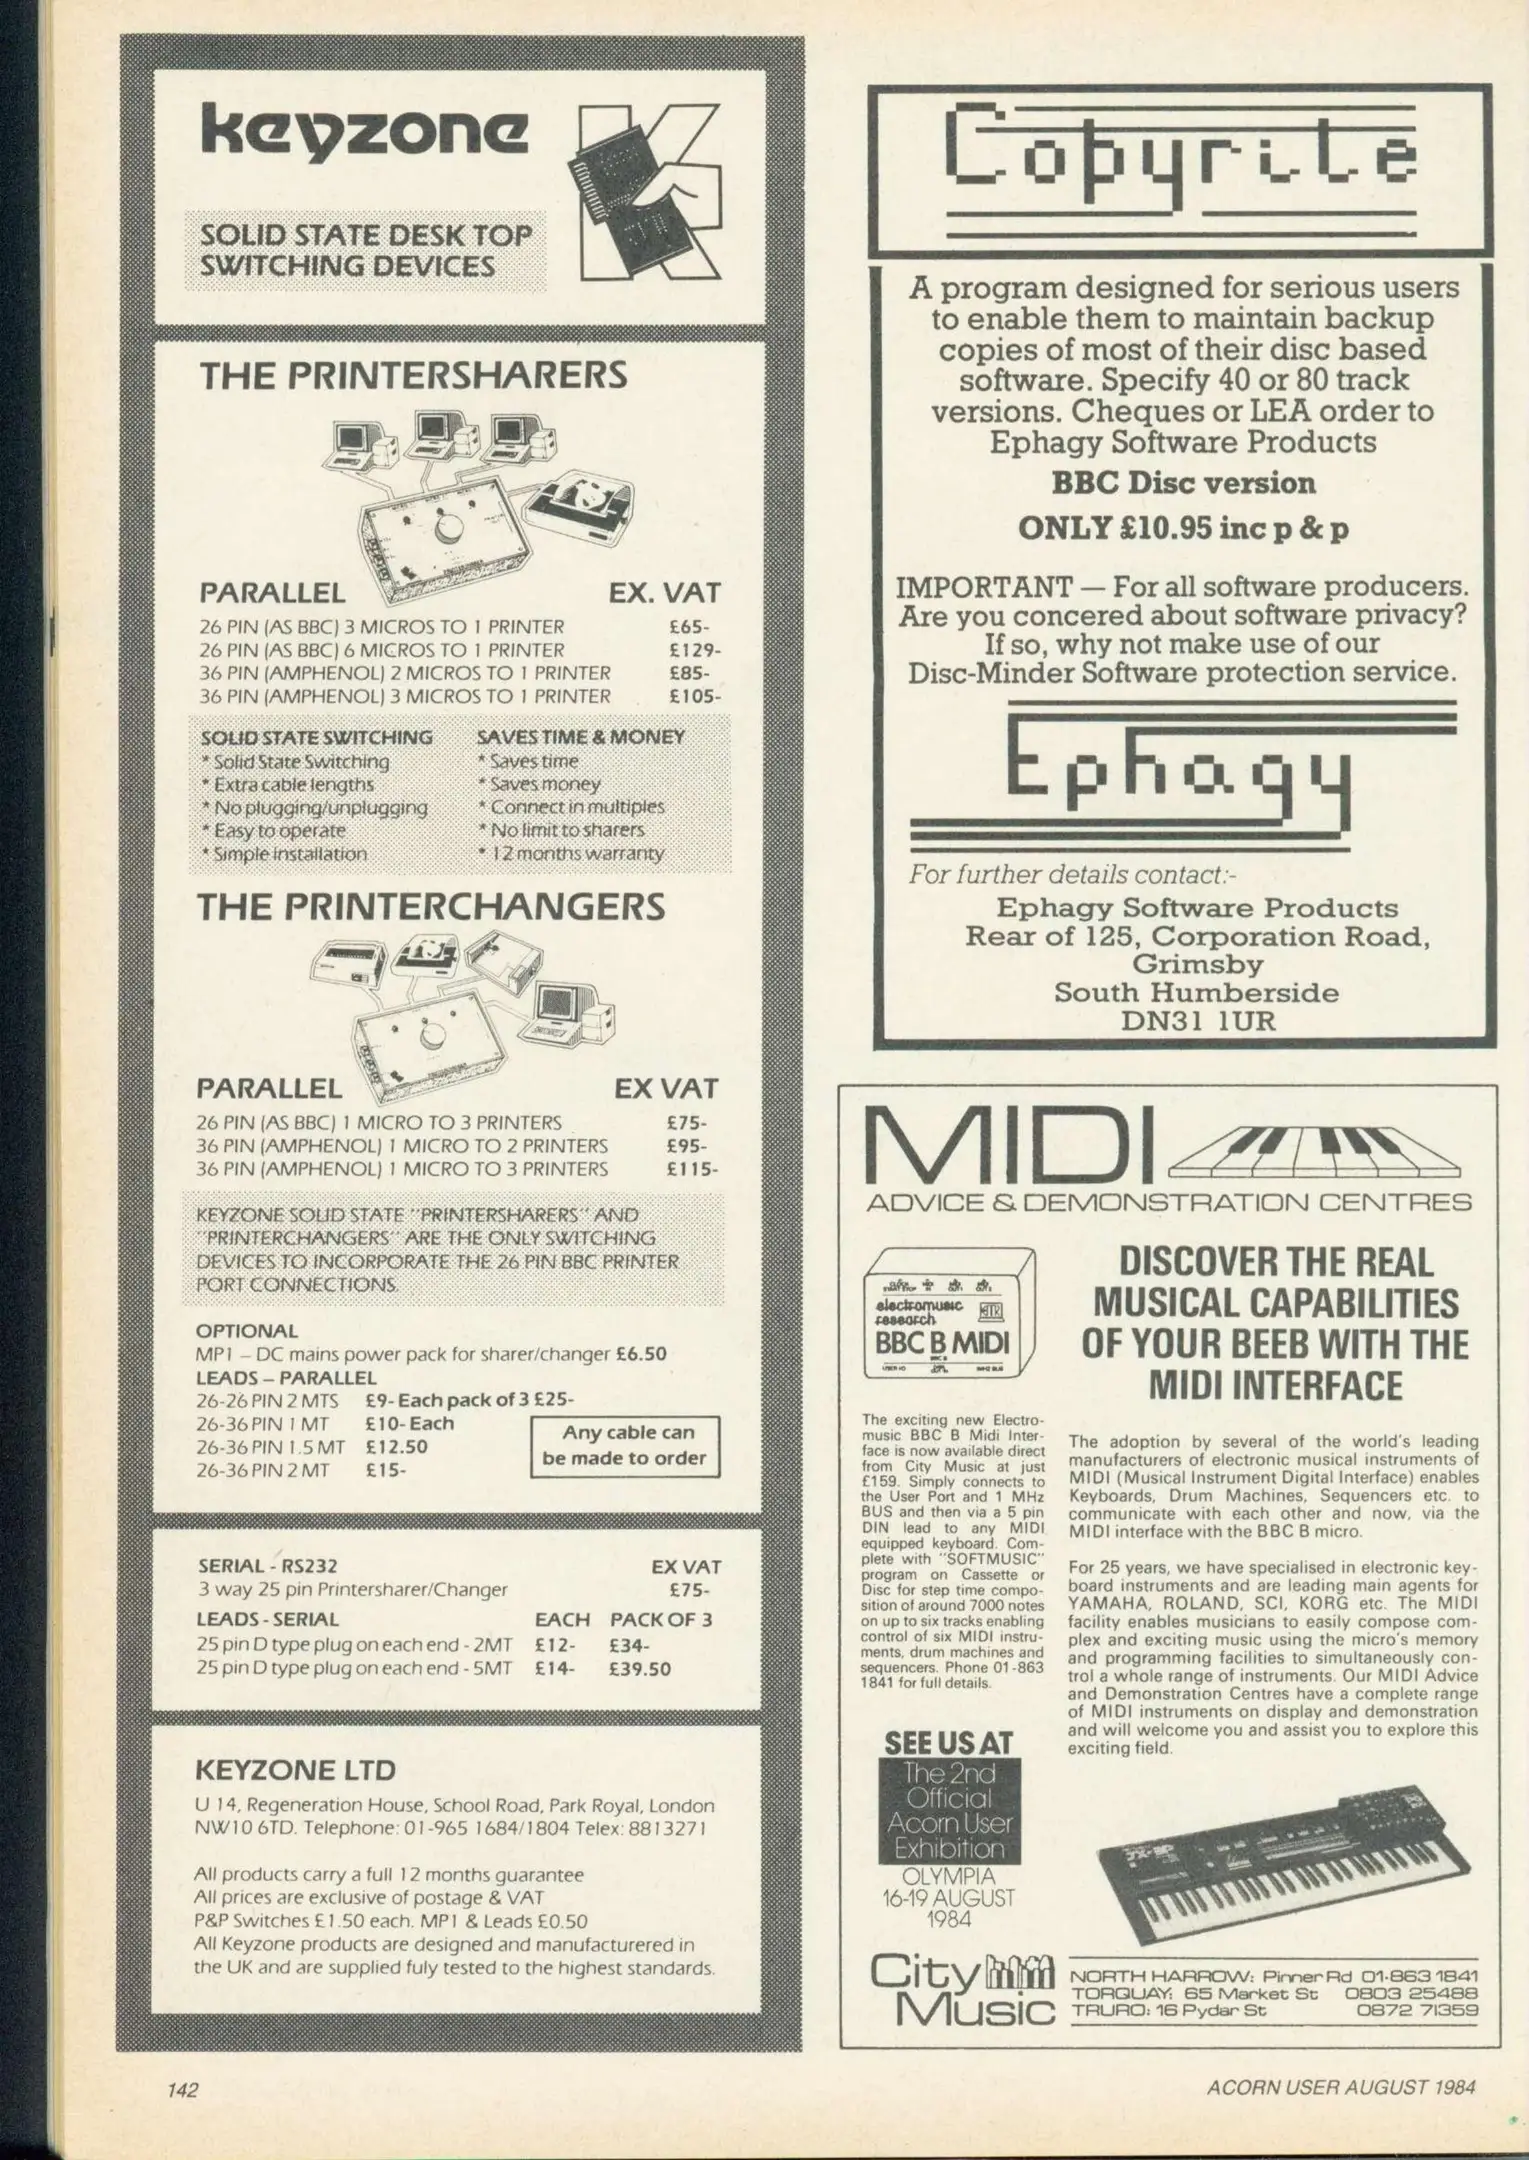 keyzone
SOLID STATE DESK TOP
SWITCHING DEVICES
THE PRINTERSHARERS
PARALLEL EX. VAT
26 PIN (AS BBC) 3 MICROS TO 1 PRINTER £65-
26 PIN (AS BBC) 6 MICROS TO 1 PRINTER £129-
36 PIN (AMPHENOL) 2 MICROS TO 1 PRINTER £85-
36 PIN (AMPHENOL) 3 MICROS TO 1 PRINTER £105-
SOLID STATE SWITCHING
* Solid State Switching
* Extra cable lengths
* No plugging/unplugging
* Easy to operate
* Simple installation
SAVES TIME & MONEY
* Saves time
* Saves money
* Connect in multiples
* No limit to sharers
* 12 months warranty
THE PRINTERCHANGERS
PARALLEL EX VAT
26 PIN (AS BBC) 1 MICRO TO 3 PRINTERS £75-
36 PIN (AMPHENOL) 1 MICRO TO 2 PRINTERS £95-
36 PIN (AMPHENOL) 1 MICRO TO 3 PRINTERS £115-
KEYZONE SOLID STATE "PRINTERSHARERS" AND
"PRINTERCHANGERS" ARE THE ONLY SWITCHING
DEVICES TO INCORPORATE THE 26 PIN BBC PRINTER
PORT CONNECTIONS.
OPTIONAL
MP1 – DC mains power pack for sharer/changer £6.50
LEADS – PARALLEL
26-26 PIN 2 MTS £9- Each pack of 3 £25-
26-36 PIN 1 MT £10- Each
26-36 PIN 1.5 MT £12.50
26-36 PIN 2 MT £15-
Any cable can
be made to order
SERIAL - RS232 EX VAT
3 way 25 pin Printersharer/Changer £75-
LEADS - SERIAL EACH PACK OF 3
25 pin D type plug on each end - 2MT £12- £34-
25 pin D type plug on each end - 5MT £14- £39.50
KEYZONE LTD
U 14, Regeneration House, School Road, Park Royal, London
NW10 6TD. Telephone: 01-965 1684/1804 Telex: 8813271
All products carry a full 12 months guarantee
All prices are exclusive of postage & VAT
P&P Switches £1.50 each. MP1 & Leads £0.50
All Keyzone products are designed and manufacturered in
the UK and are supplied fuly tested to the highest standards.
Copyrite
A program designed for serious users
to enable them to maintain backup
copies of most of their disc based
software. Specify 40 or 80 track
versions. Cheques or LEA order to
Ephagy Software Products
BBC Disc version
ONLY £10.95 inc p & p
IMPORTANT — For all software producers.
Are you concered about software privacy?
If so, why not make use of our
Disc-Minder Software protection service.
Ephagy
For further details contact:-
Ephagy Software Products
Rear of 125, Corporation Road,
Grimsby
South Humberside
DN31 1UR
MIDI
ADVICE & DEMONSTRATION CENTRES
electromusic
research
EMR
BBC B MIDI
DISCOVER THE REAL
MUSICAL CAPABILITIES
OF YOUR BEEB WITH THE
MIDI INTERFACE
The exciting new Electro-
music BBC B Midi Inter-
face is now available direct
from City Music at just
£159. Simply connects to
the User Port and 1 MHz
BUS and then via a 5 pin
DIN lead to any MIDI
equipped keyboard. Com-
plete with "SOFTMUSIC"
program on Cassette or
Disc for step time compo-
sition of around 7000 notes
on up to six tracks enabling
control of six MIDI instru-
ments, drum machines and
sequencers. Phone 01-863
1841 for full details.
The adoption by several of the world's leading
manufacturers of electronic musical instruments of
MIDI (Musical Instrument Digital Interface) enables
Keyboards, Drum Machines, Sequencers etc. to
communicate with each other and now, via the
MIDI interface with the BBC B micro.
For 25 years, we have specialised in electronic key-
board instruments and are leading main agents for
YAMAHA, ROLAND, SCI, KORG etc. The MIDI
facility enables musicians to easily compose com-
plex and exciting music using the micro's memory
and programming facilities to simultaneously con-
trol a whole range of instruments. Our MIDI Advice
and Demonstration Centres have a complete range
of MIDI instruments on display and demonstration
and will welcome you and assist you to explore this
exciting field.
SEE US AT
The 2nd
Official
Acorn User
Exhibition
OLYMPIA
16-19 AUGUST
1984
City
Music
NORTH HARROW: Pinner Rd 01-863 1841
TORQUAY: 65 Market St 0803 25488
TRURO: 16 Pydar St 0872 71359
142
ACORN USER AUGUST 1984